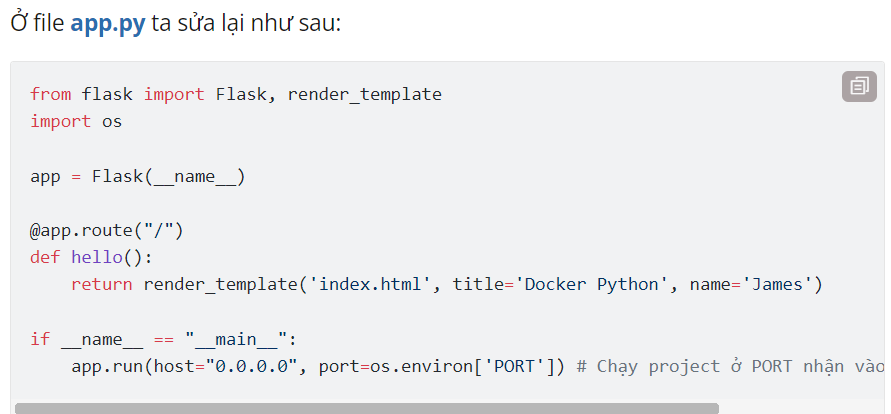 Ở file app.py ta sửa lại như sau:
from flask import Flask, render_template
import os
app = Flask(__name__)
@app.route("/")
def hello():
    return render_template('index.html', title='Docker Python', name='James')
if __name__ == "__main__":
    app.run(host="0.0.0.0", port=os.environ['PORT']) # Chạy project ở PORT nhận vào